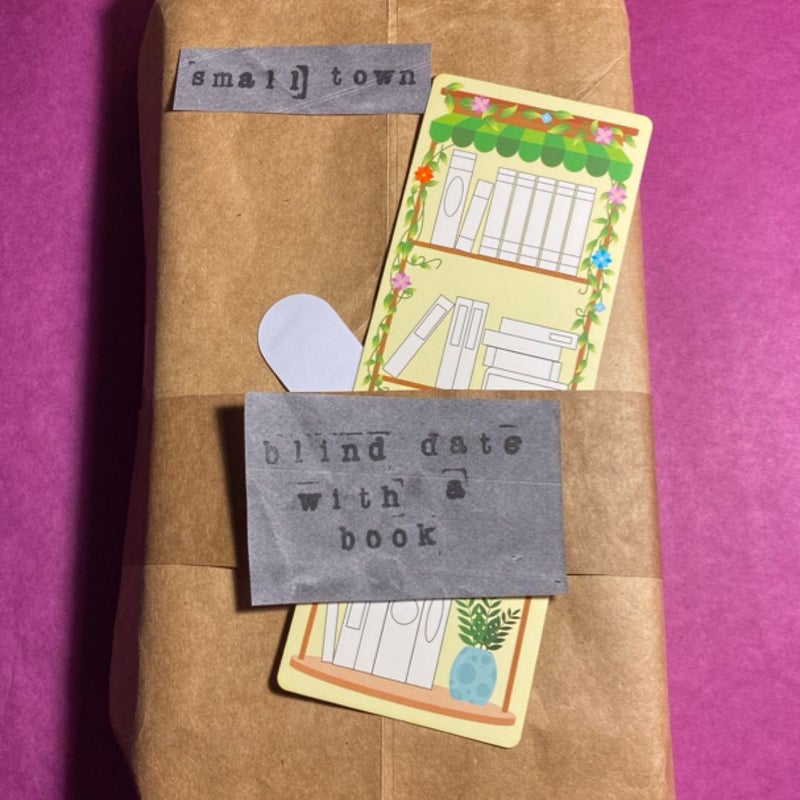 small town
blind date
with a
book